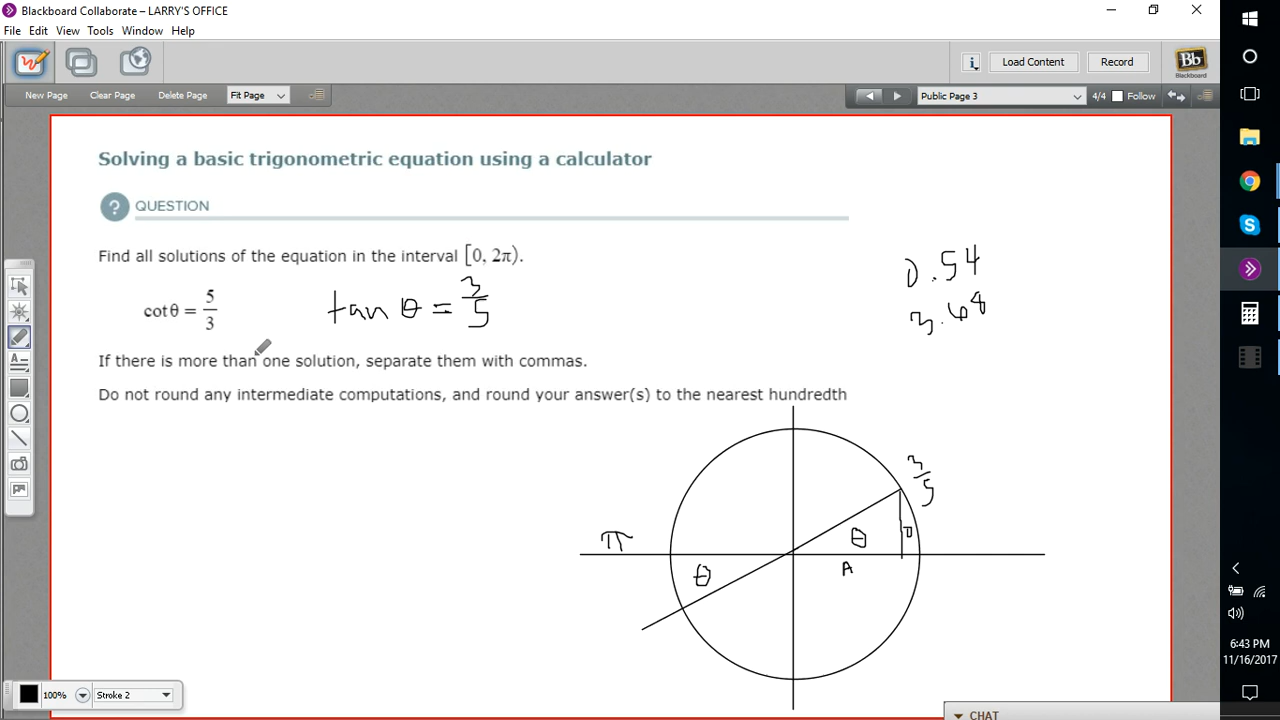 Blackboard Collaborate – LARRY'S OFFICE
File Edit View Tools Window Help
Load Content
Record
Bb
Blackboard
New Page Clear Page Delete Page Fit Page
Public Page 3
4/4 Follow
Solving a basic trigonometric equation using a calculator
? QUESTION
Find all solutions of the equation in the interval [0, 2π).
cotθ = 5/3
tan θ = 3/5
0.54
3.68
If there is more than one solution, separate them with commas.
Do not round any intermediate computations, and round your answer(s) to the nearest hundredth
3/5
π
θ
θ
A
100% Stroke 2
CHAT
6:43 PM
11/16/2017